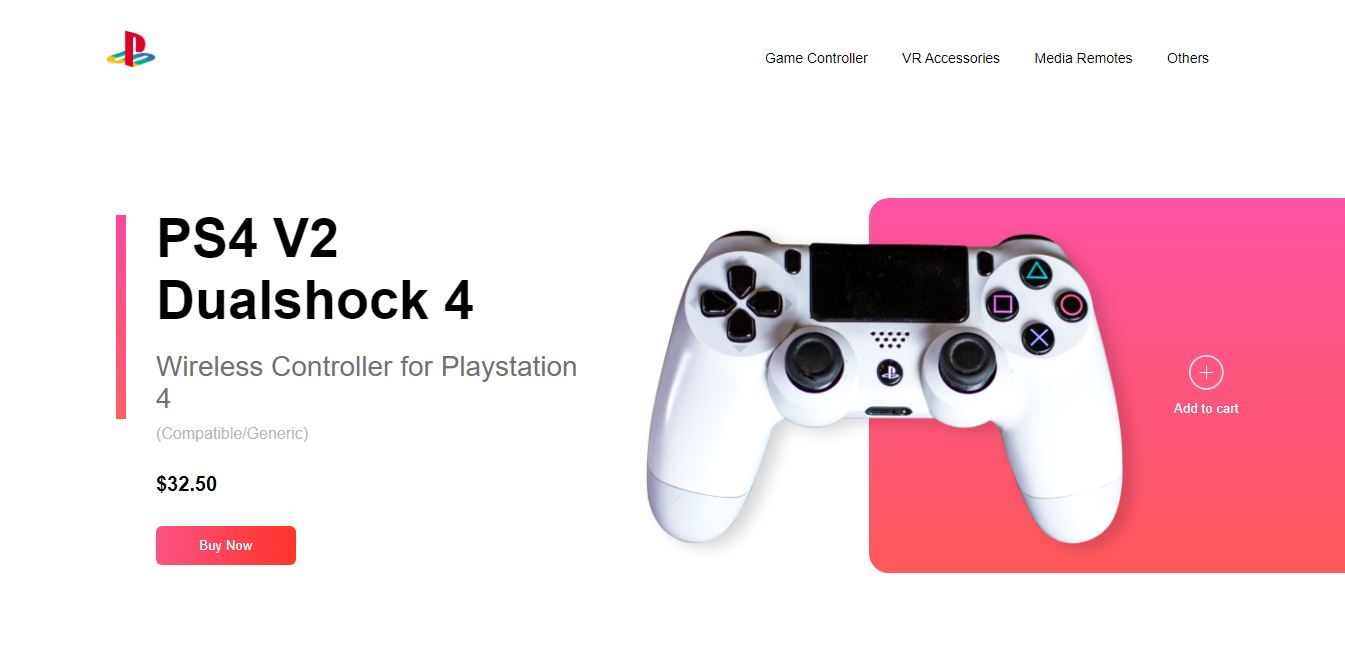 Game Controller
VR Accessories
Media Remotes
Others
PS4 V2
Dualshock 4
Wireless Controller for Playstation
4
(Compatible/Generic)
$32.50
Buy Now
Add to cart